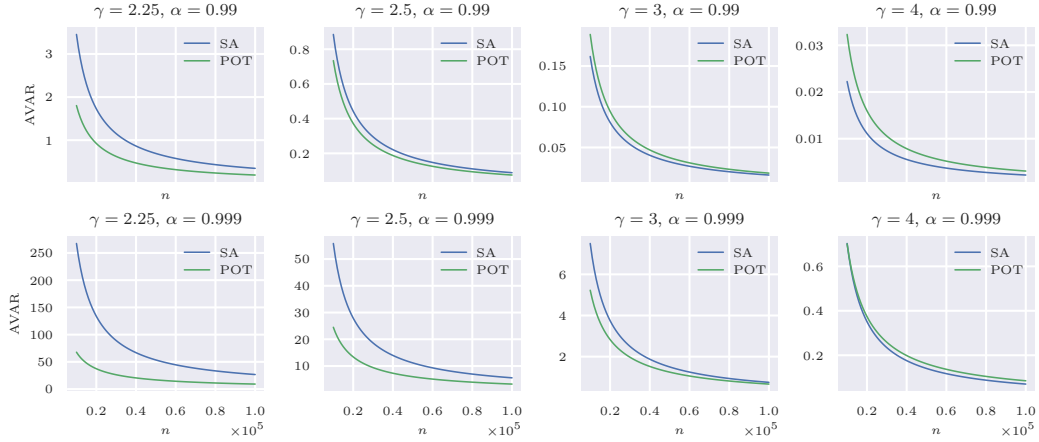 γ = 2.25, α = 0.99
γ = 2.5, α = 0.99
γ = 3, α = 0.99
γ = 4, α = 0.99
AVAR
3
2
1
SA
POT
n
0.8
0.6
0.4
0.2
SA
POT
n
0.15
0.10
0.05
SA
POT
n
0.03
0.02
0.01
SA
POT
n
γ = 2.25, α = 0.999
γ = 2.5, α = 0.999
γ = 3, α = 0.999
γ = 4, α = 0.999
AVAR
250
200
150
100
50
0
SA
POT
0.2 0.4 0.6 0.8 1.0
n ×10⁵
50
40
30
20
10
SA
POT
0.2 0.4 0.6 0.8 1.0
n ×10⁵
6
4
2
SA
POT
0.2 0.4 0.6 0.8 1.0
n ×10⁵
0.6
0.4
0.2
SA
POT
0.2 0.4 0.6 0.8 1.0
n ×10⁵